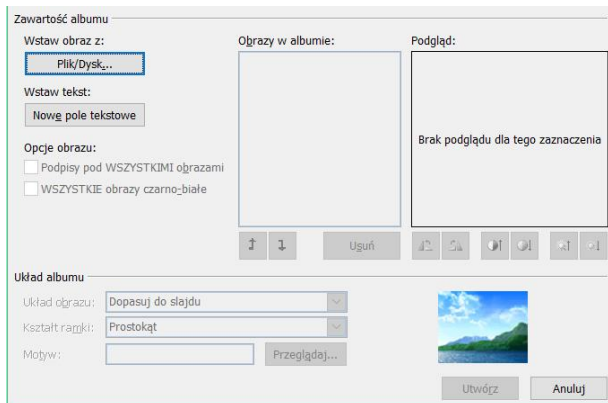 Zawartość albumu
Wstaw obraz z:
Plik/Dysk...
Wstaw tekst:
Nowe pole tekstowe
Opcje obrazu:
Podpisy pod WSZYSTKIMI obrazami
WSZYSTKIE obrazy czarno-białe
Obrazy w albumie:
Usuń
Podgląd:
Brak podglądu dla tego zaznaczenia
Układ albumu
Układ obrazu: Dopasuj do slajdu
Kształt ramki: Prostokąt
Motyw: Przeglądaj...
Utwórz Anuluj